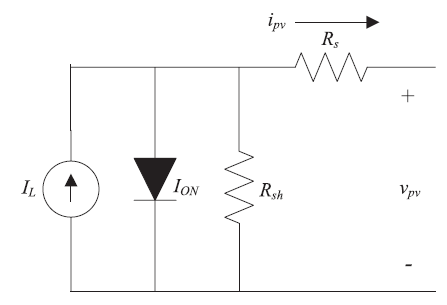 i_pv
R_s
+
I_L
I_ON
R_sh
v_pv
-